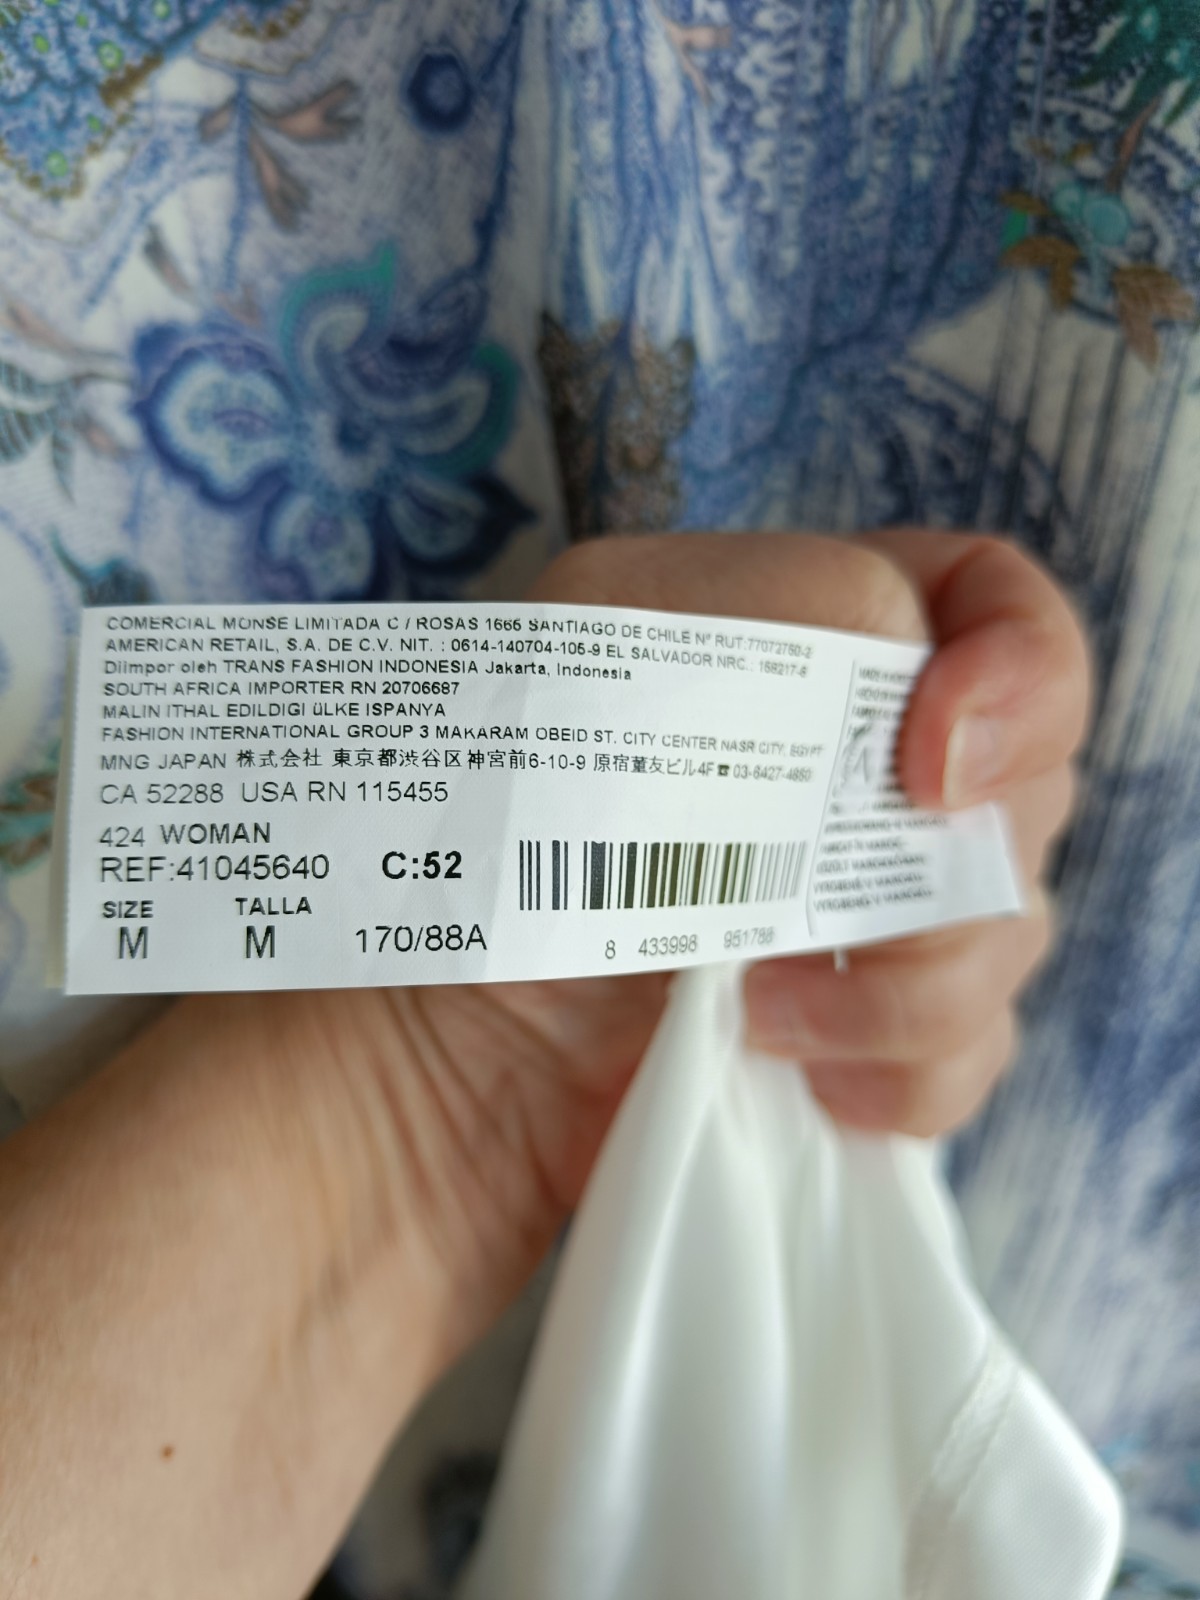 COMERCIAL MONSE LIMITADA C / ROSAS 1665 SANTIAGO DE CHILE Nº RUT:77072760-2
AMERICAN RETAIL, S.A. DE C.V. NIT. : 0614-140704-105-9 EL SALVADOR NRC.: 158217-6
Diimpor oleh TRANS FASHION INDONESIA Jakarta, Indonesia
SOUTH AFRICA IMPORTER RN 20706687
MALIN ITHAL EDILDIGI üLKE ISPANYA
FASHION INTERNATIONAL GROUP 3 MAKARAM OBEID ST. CITY CENTER NASR CITY, EGYPT
MNG JAPAN 株式会社 東京都渋谷区神宮前6-10-9 原宿董友ビル4F☎ 03-6427-4850
CA 52288 USA RN 115455
424 WOMAN
REF:41045640 C:52
SIZE TALLA
M M 170/88A
8 433998 951786